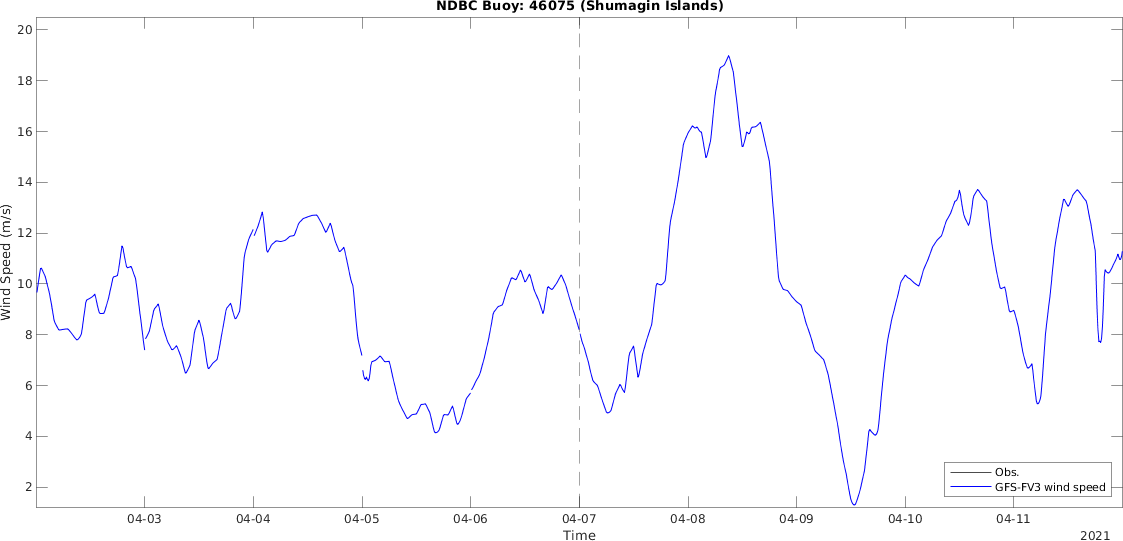 NDBC Buoy: 46075 (Shumagin Islands)
20
18
16
14
12
10
8
6
4
2
Wind Speed (m/s)
Obs.
GFS-FV3 wind speed
04-03 04-04 04-05 04-06 04-07 04-08 04-09 04-10 04-11
Time
2021